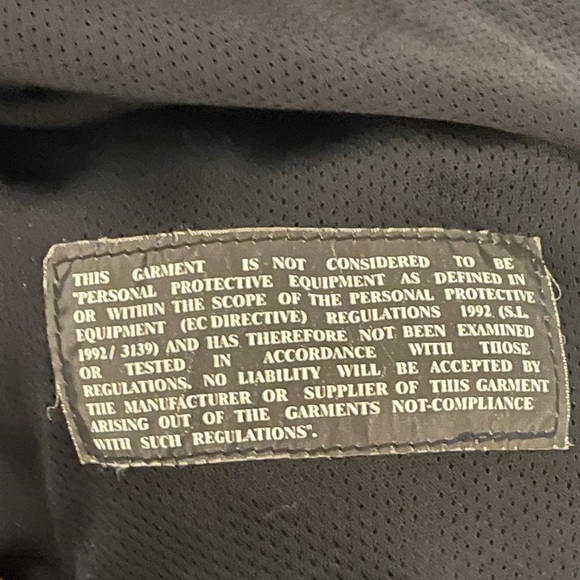 THIS GARMENT IS NOT CONSIDERED TO BE
"PERSONAL PROTECTIVE EQUIPMENT AS DEFINED IN
OR WITHIN THE SCOPE OF THE PERSONAL PROTECTIVE
EQUIPMENT (EC DIRECTIVE) REGULATIONS 1992 (S.L.
1992 / 3139) AND HAS THEREFORE NOT BEEN EXAMINED
OR TESTED IN ACCORDANCE WITH THOSE
REGULATIONS. NO LIABILITY WILL BE ACCEPTED BY
THE MANUFACTURER OR SUPPLIER OF THIS GARMENT
ARISING OUT OF THE GARMENTS NOT-COMPLIANCE
WITH SUCH REGULATIONS".